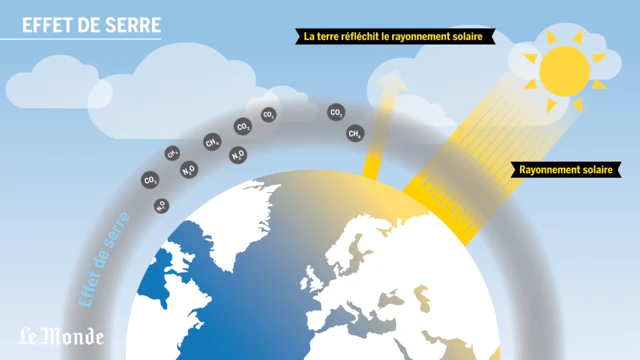 EFFET DE SERRE
La terre réfléchit le rayonnement solaire
CO₂
CO₂
CO₂
CH₄
CH₄
N₂O
CH₄
N₂O
CO₂
N₂O
Rayonnement solaire
Effet de serre
Le Monde